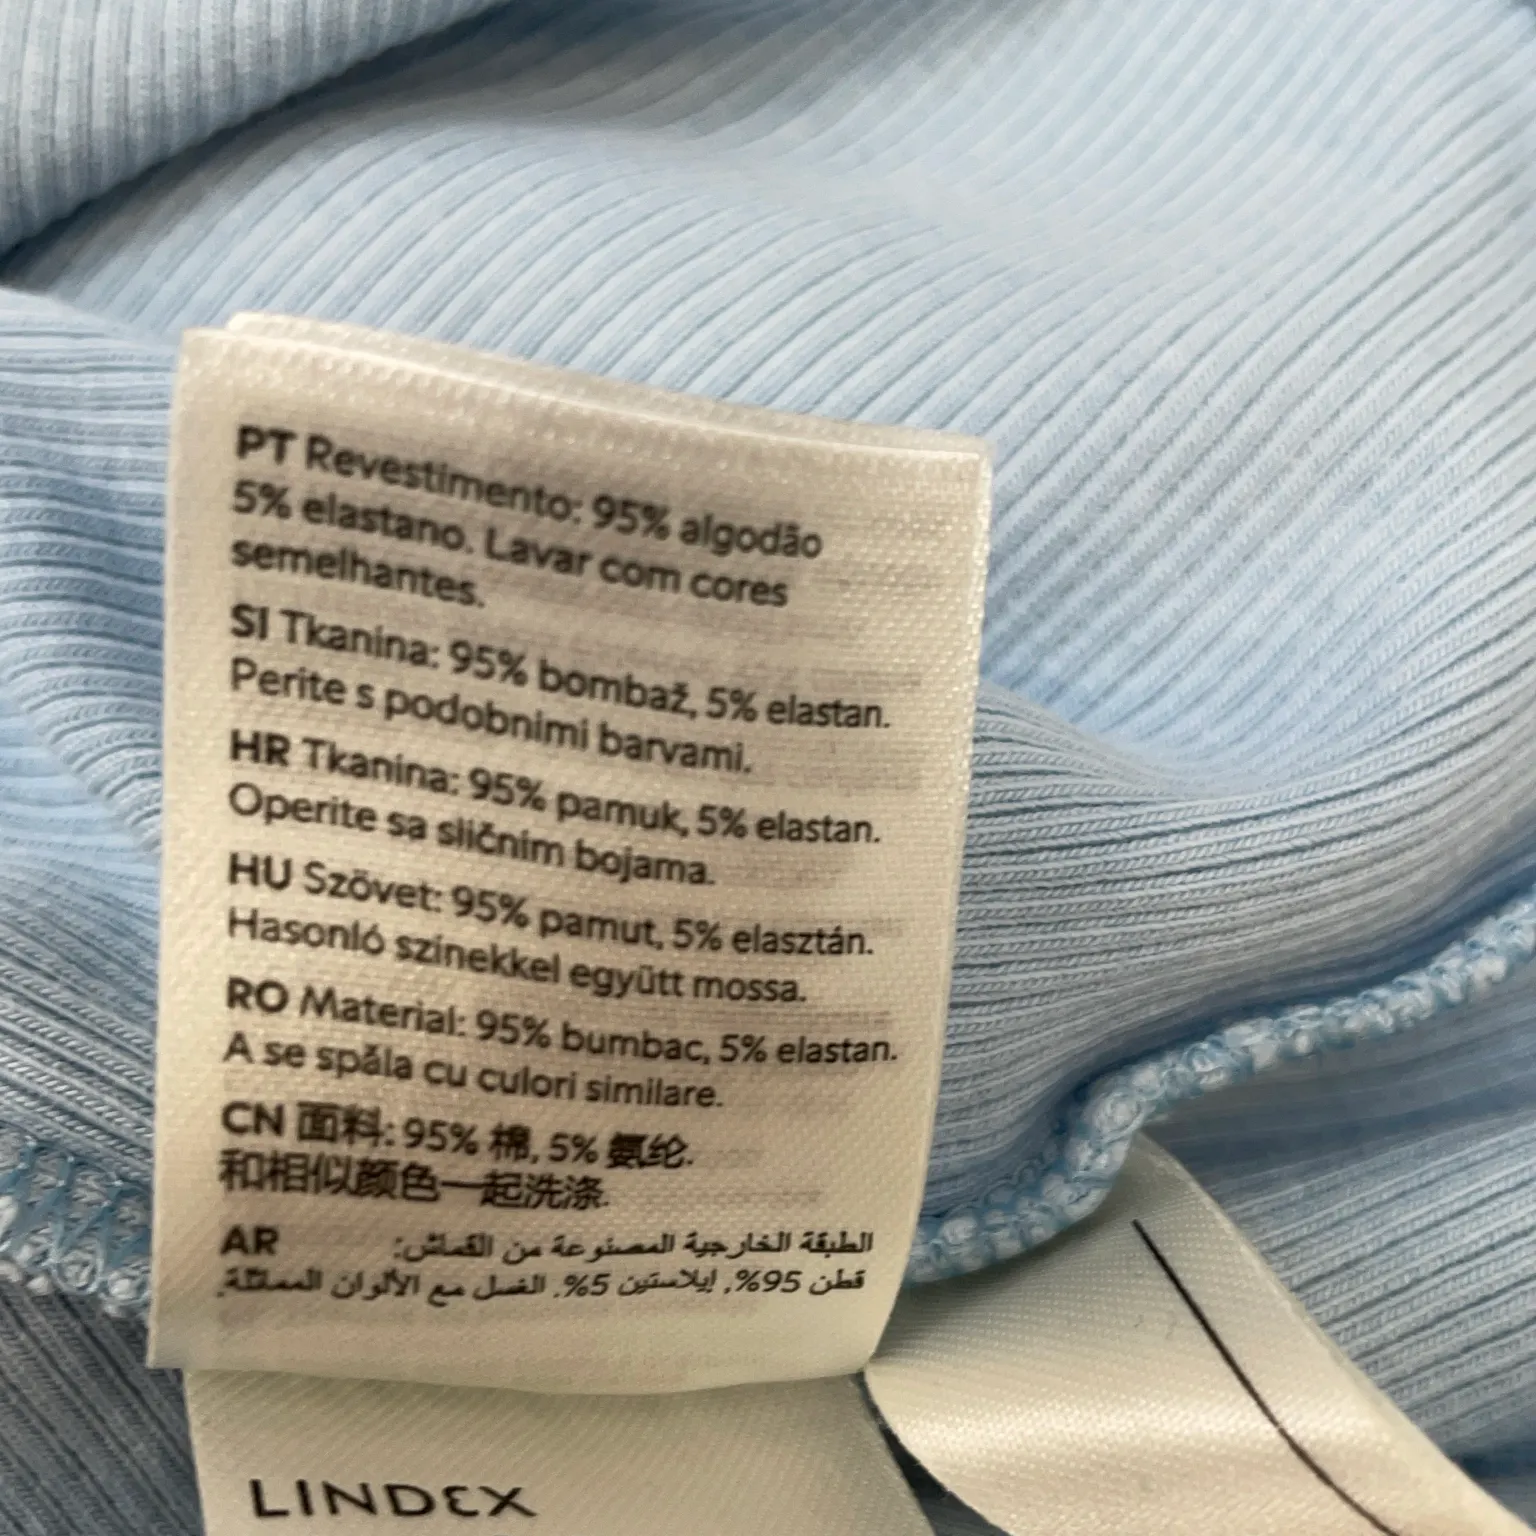 PT Revestimento: 95% algodão
5% elastano. Lavar com cores
semelhantes.
SI Tkanina: 95% bombaž, 5% elastan.
Perite s podobnimi barvami.
HR Tkanina: 95% pamuk, 5% elastan.
Operite sa sličnim bojama.
HU Szövet: 95% pamut, 5% elasztán.
Hasonló színekkel együtt mossa.
RO Material: 95% bumbac, 5% elastan.
A se spăla cu culori similare.
CN 面料: 95% 棉, 5% 氨纶.
和相似颜色一起洗涤.
AR الطبقة الخارجية المصنوعة من القماش:
قطن 95%, إيلاستين 5%. الغسل مع الألوان المماثلة.
LINDEX